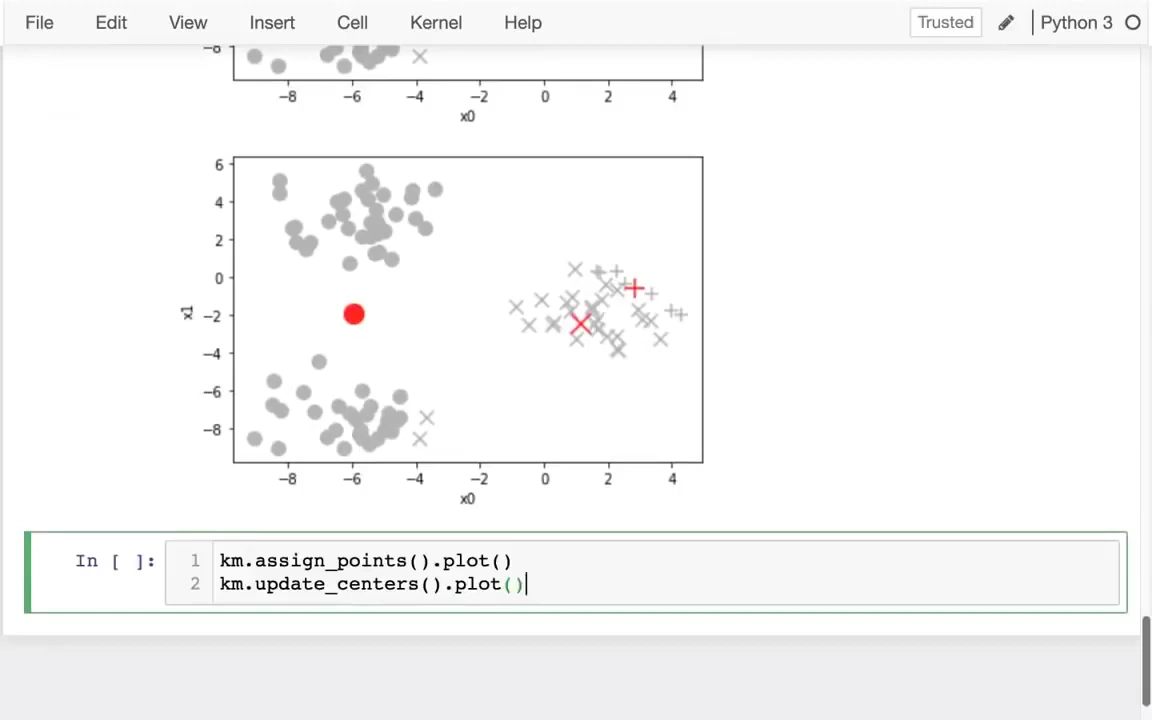 File Edit View Insert Cell Kernel Help Trusted Python 3
−8
−8 −6 −4 −2 0 2 4
x0
6
4
2
0
−2
−4
−6
−8
x1
−8 −6 −4 −2 0 2 4
x0
In [ ]:
1 km.assign_points().plot()
2 km.update_centers().plot()